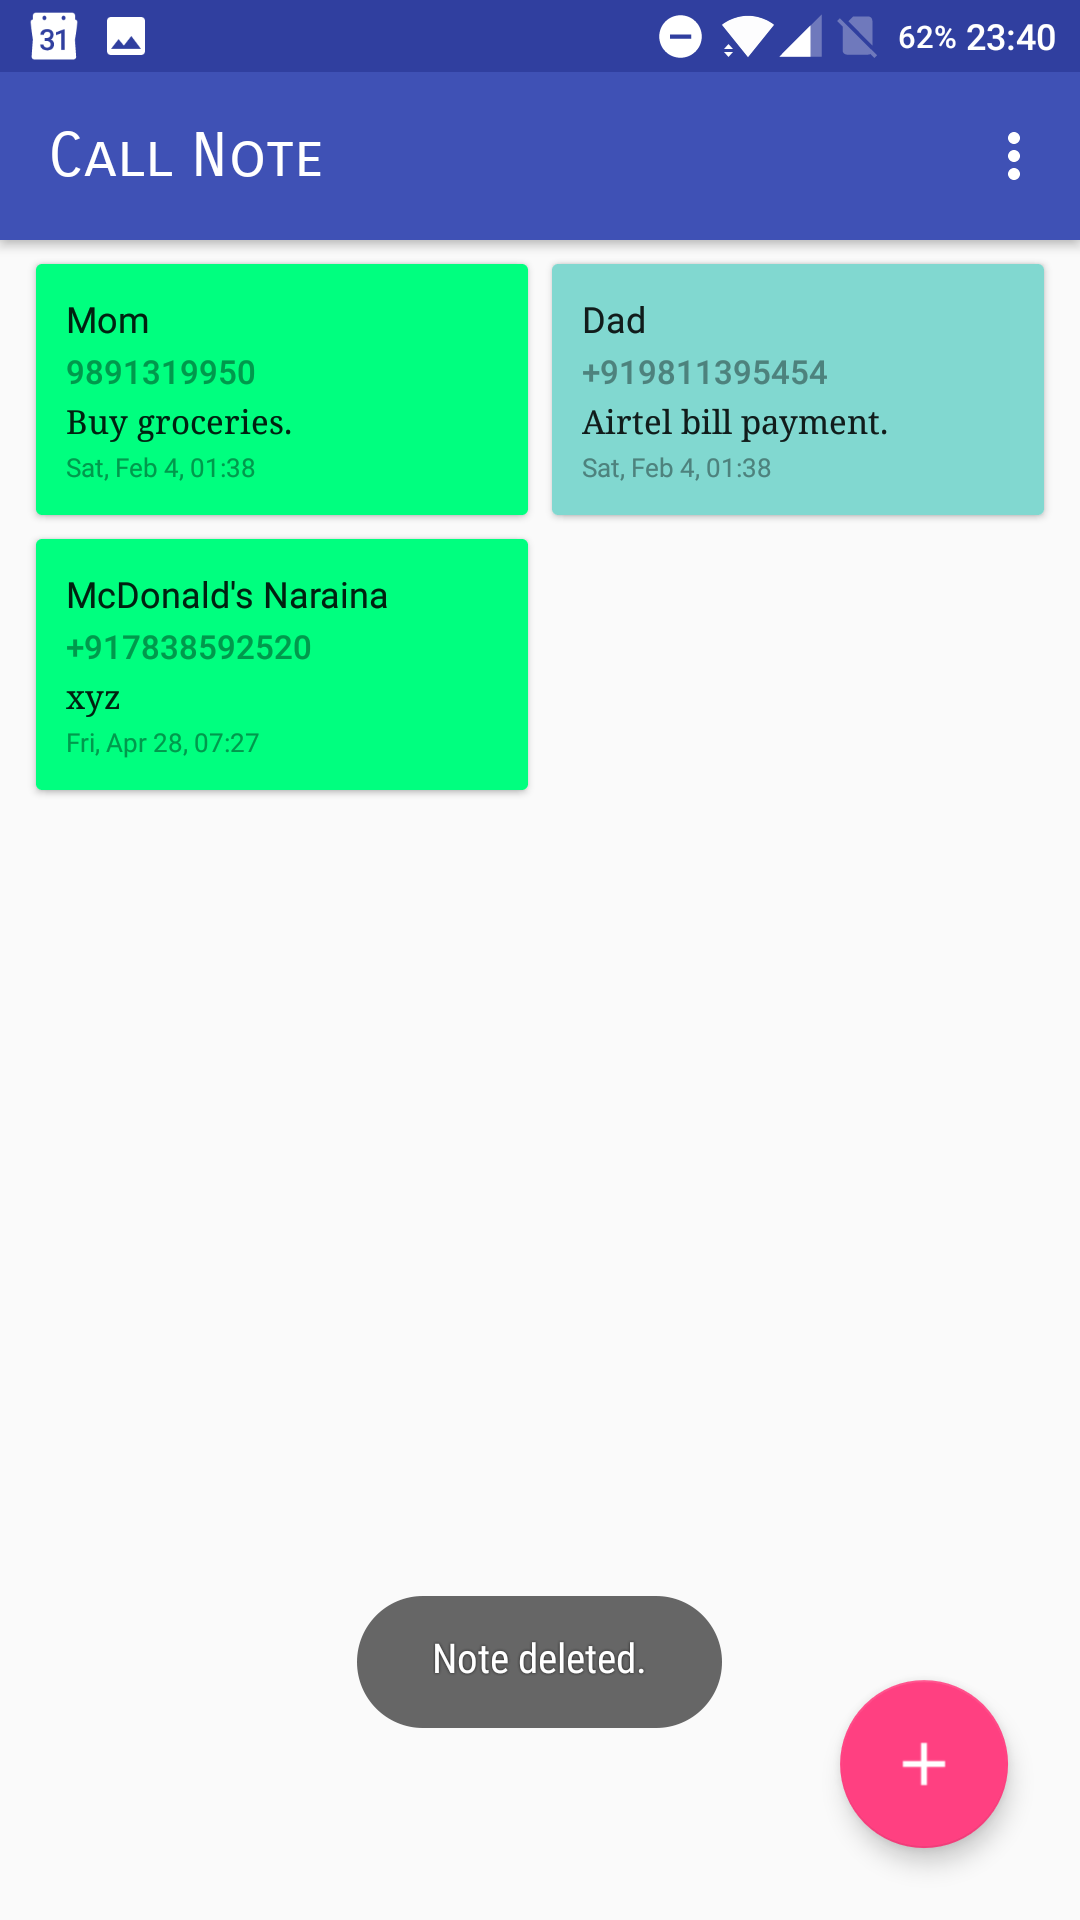 31
62% 23:40
Call Note
Mom
9891319950
Buy groceries.
Sat, Feb 4, 01:38
Dad
+919811395454
Airtel bill payment.
Sat, Feb 4, 01:38
McDonald's Naraina
+917838592520
xyz
Fri, Apr 28, 07:27
Note deleted.